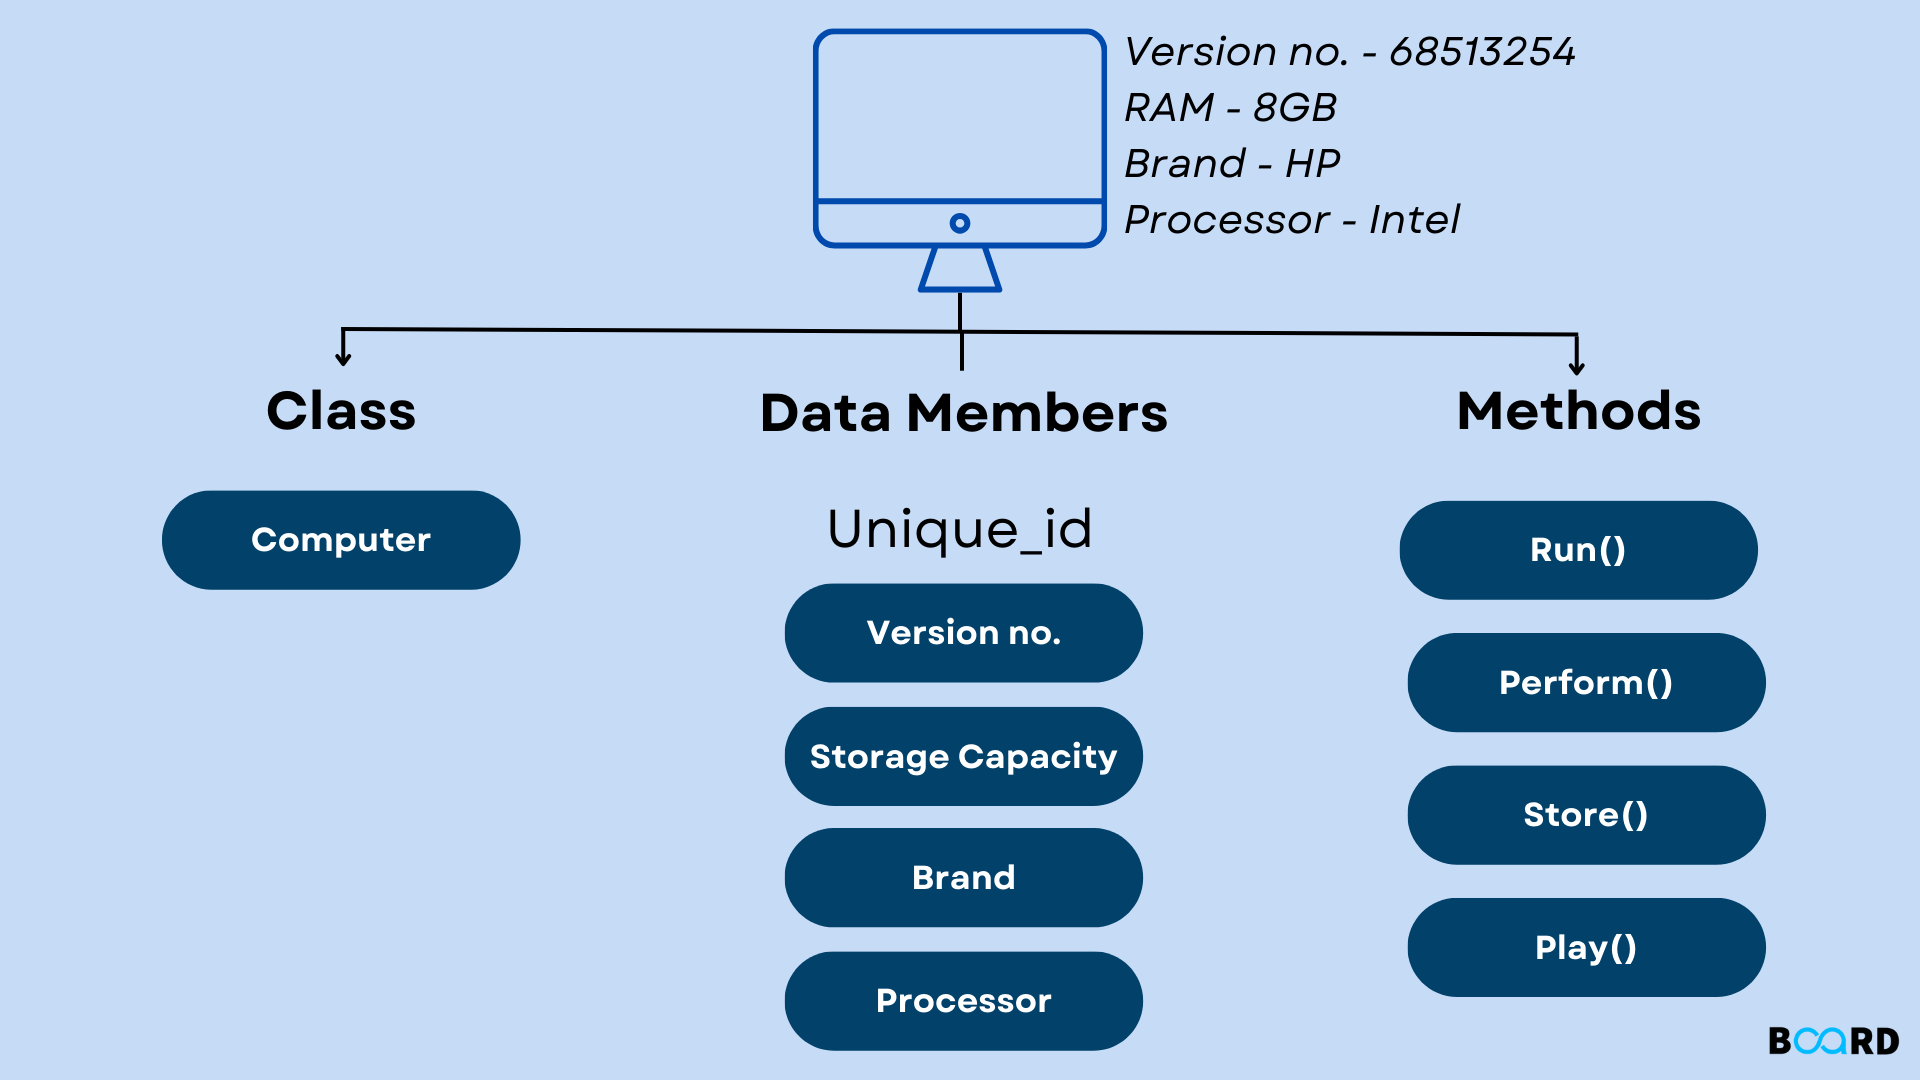 Version no. - 68513254
RAM - 8GB
Brand - HP
Processor - Intel
Class
Computer
Data Members
Unique_id
Version no.
Storage Capacity
Brand
Processor
Methods
Run()
Perform()
Store()
Play()
BOARD